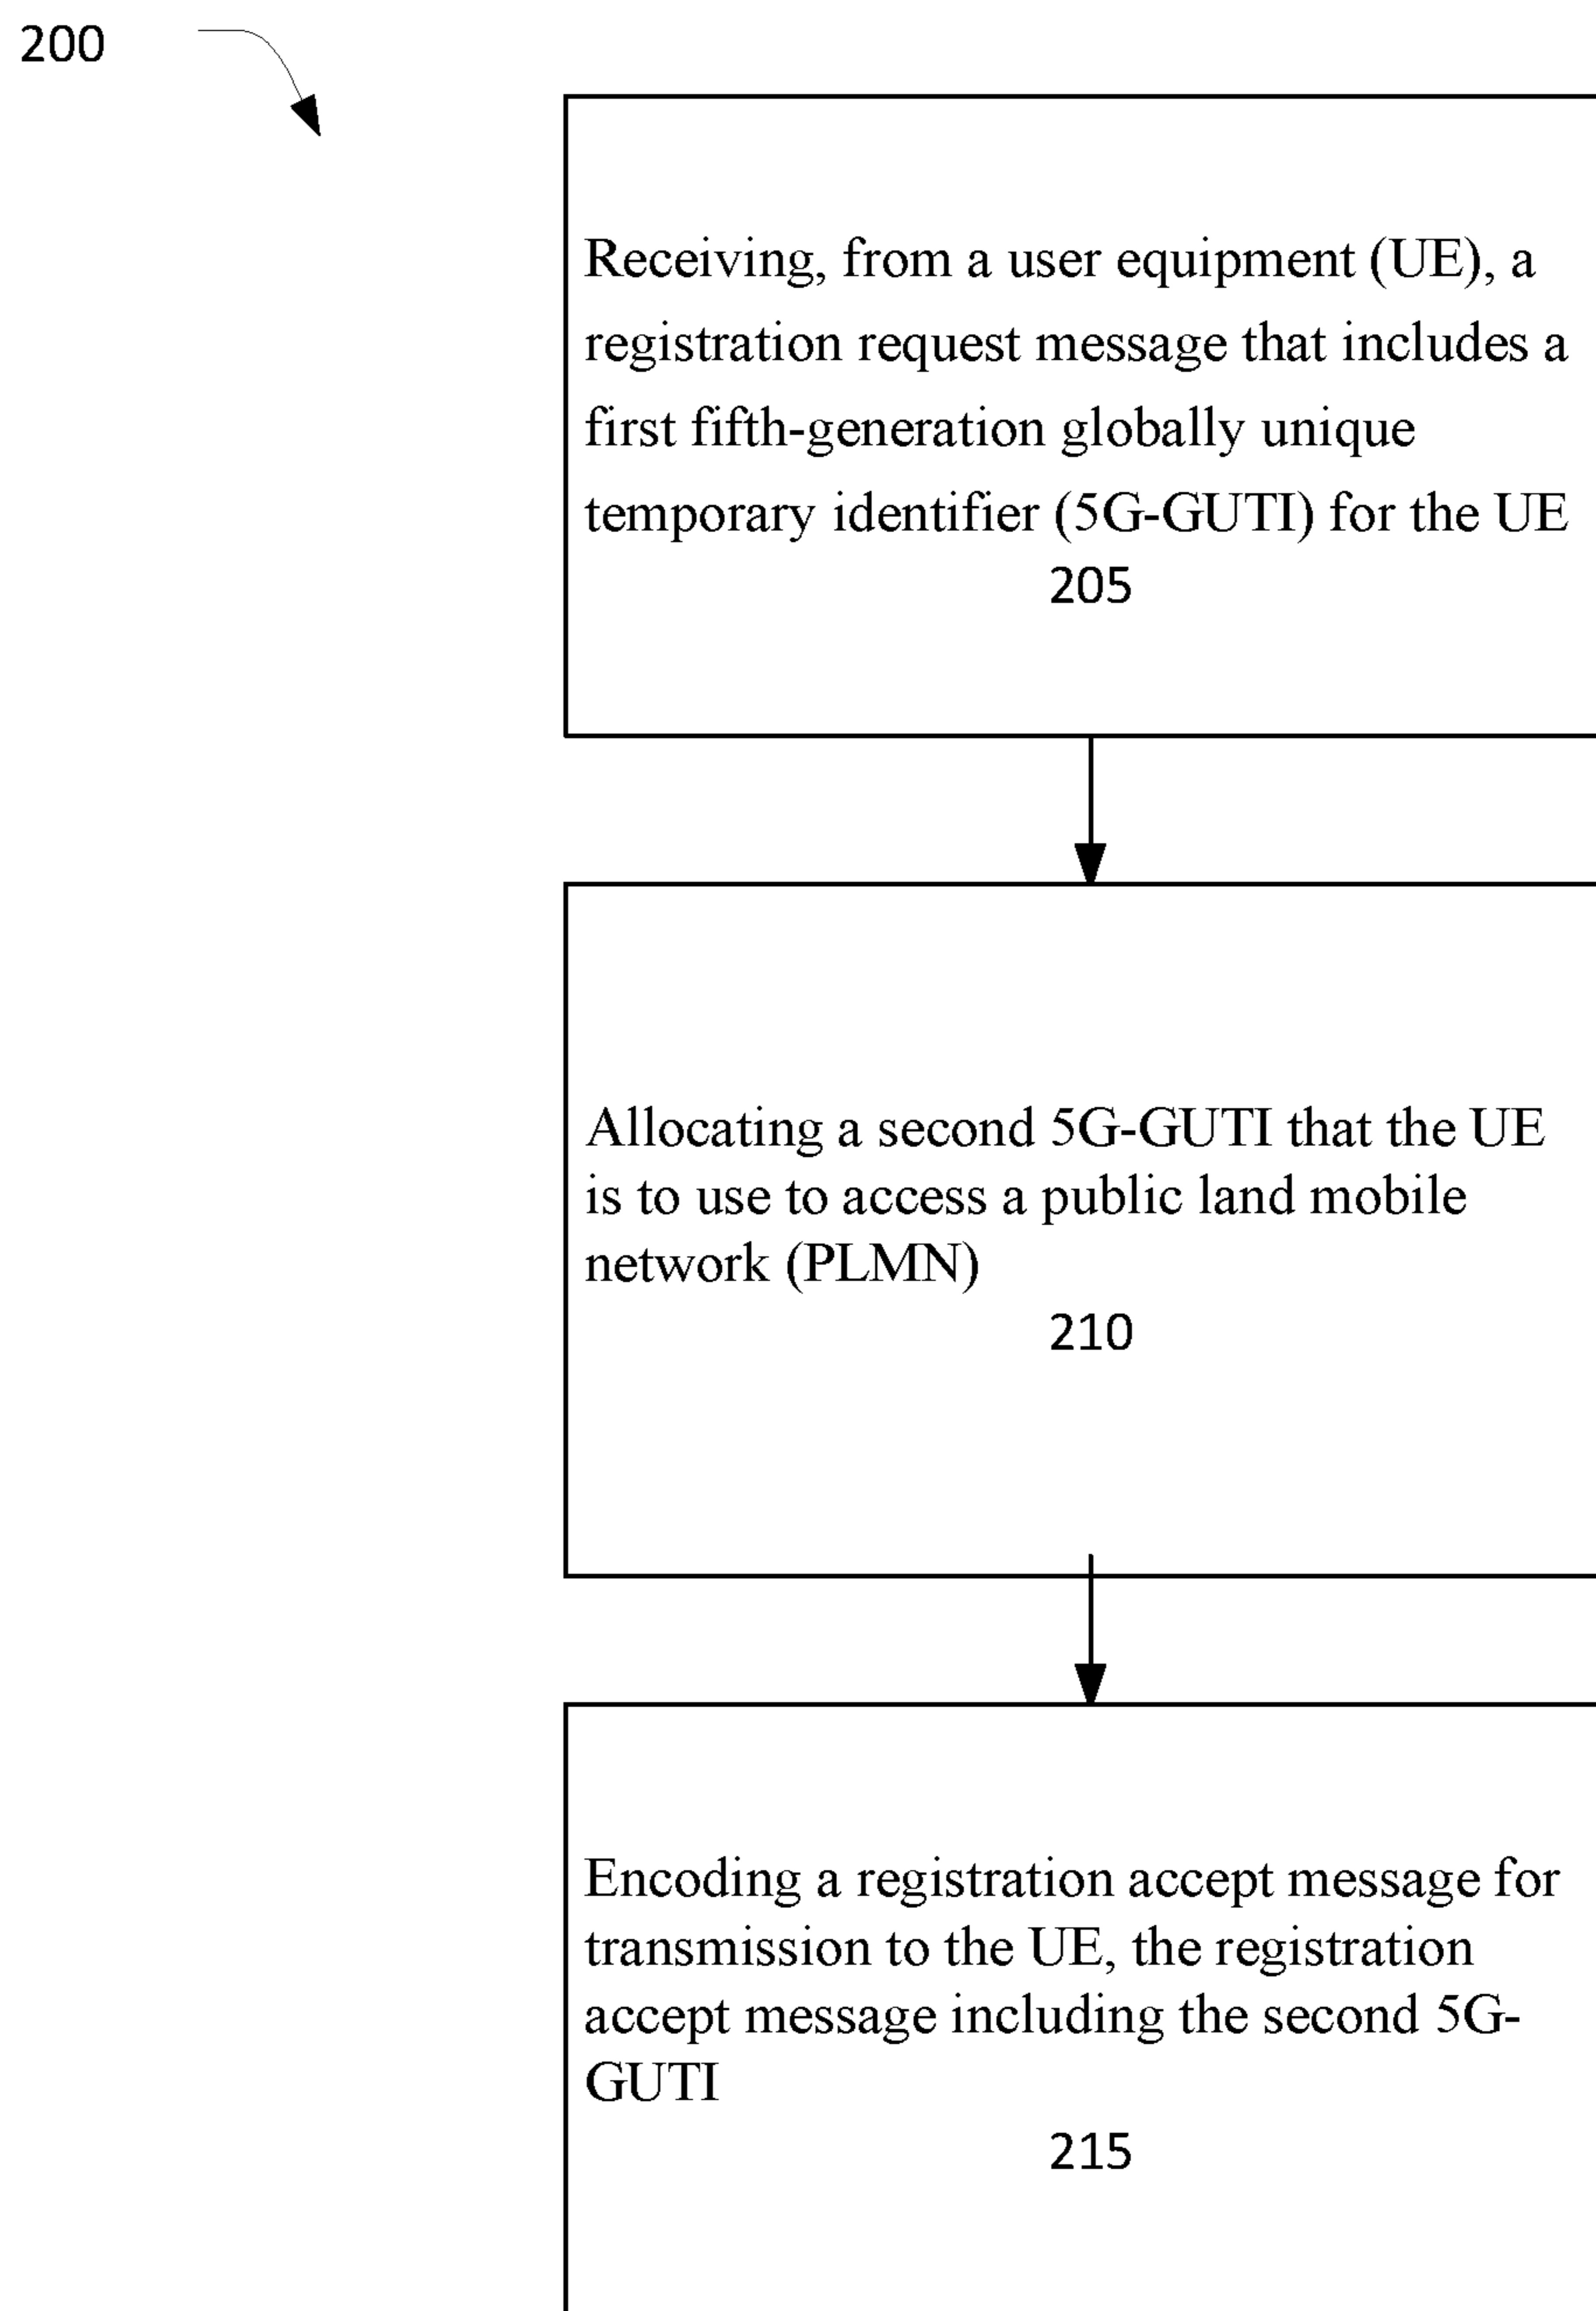 200
Receiving, from a user equipment (UE), a
registration request message that includes a
first fifth-generation globally unique
temporary identifier (5G-GUTI) for the UE
205
Allocating a second 5G-GUTI that the UE
is to use to access a public land mobile
network (PLMN)
210
Encoding a registration accept message for
transmission to the UE, the registration
accept message including the second 5G-
GUTI
215